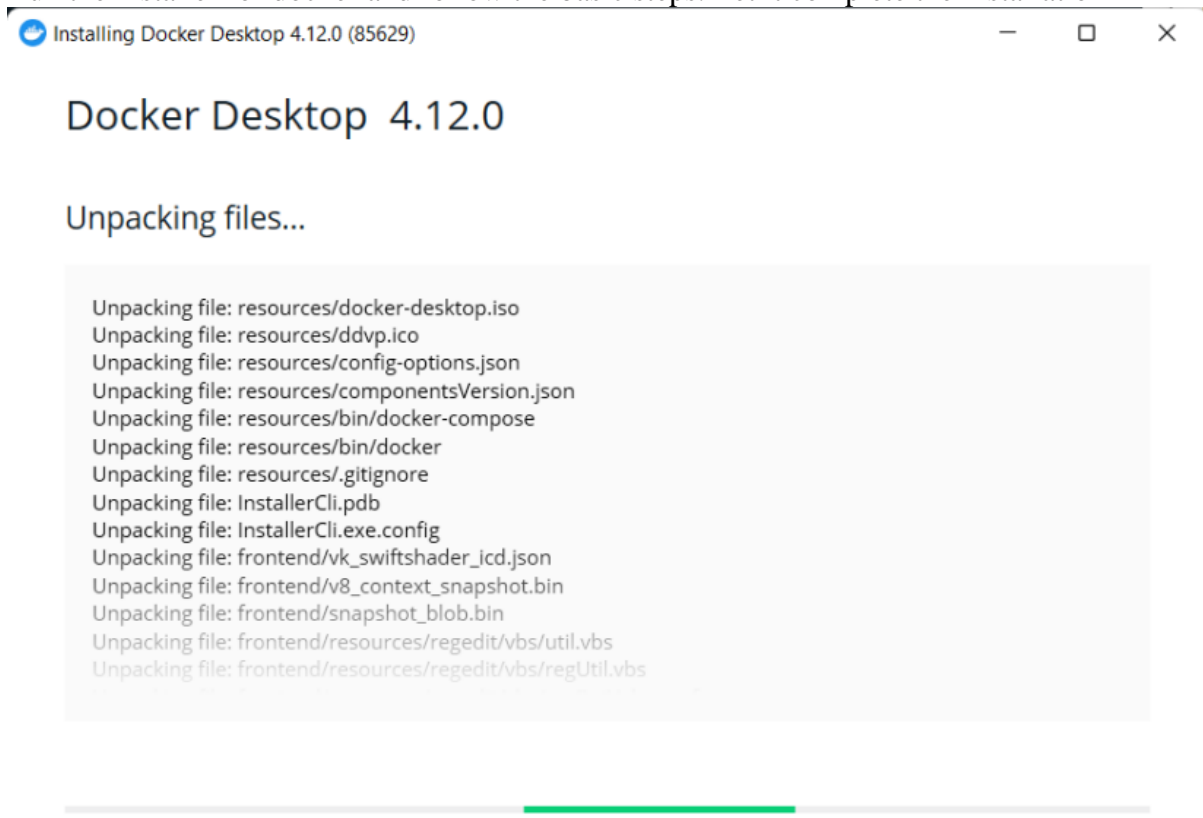 Installing Docker Desktop 4.12.0 (85629)
Docker Desktop 4.12.0
Unpacking files...
Unpacking file: resources/docker-desktop.iso
Unpacking file: resources/ddvp.ico
Unpacking file: resources/config-options.json
Unpacking file: resources/componentsVersion.json
Unpacking file: resources/bin/docker-compose
Unpacking file: resources/bin/docker
Unpacking file: resources/.gitignore
Unpacking file: InstallerCli.pdb
Unpacking file: InstallerCli.exe.config
Unpacking file: frontend/vk_swiftshader_icd.json
Unpacking file: frontend/v8_context_snapshot.bin
Unpacking file: frontend/snapshot_blob.bin
Unpacking file: frontend/resources/regedit/vbs/util.vbs
Unpacking file: frontend/resources/regedit/vbs/regUtil.vbs